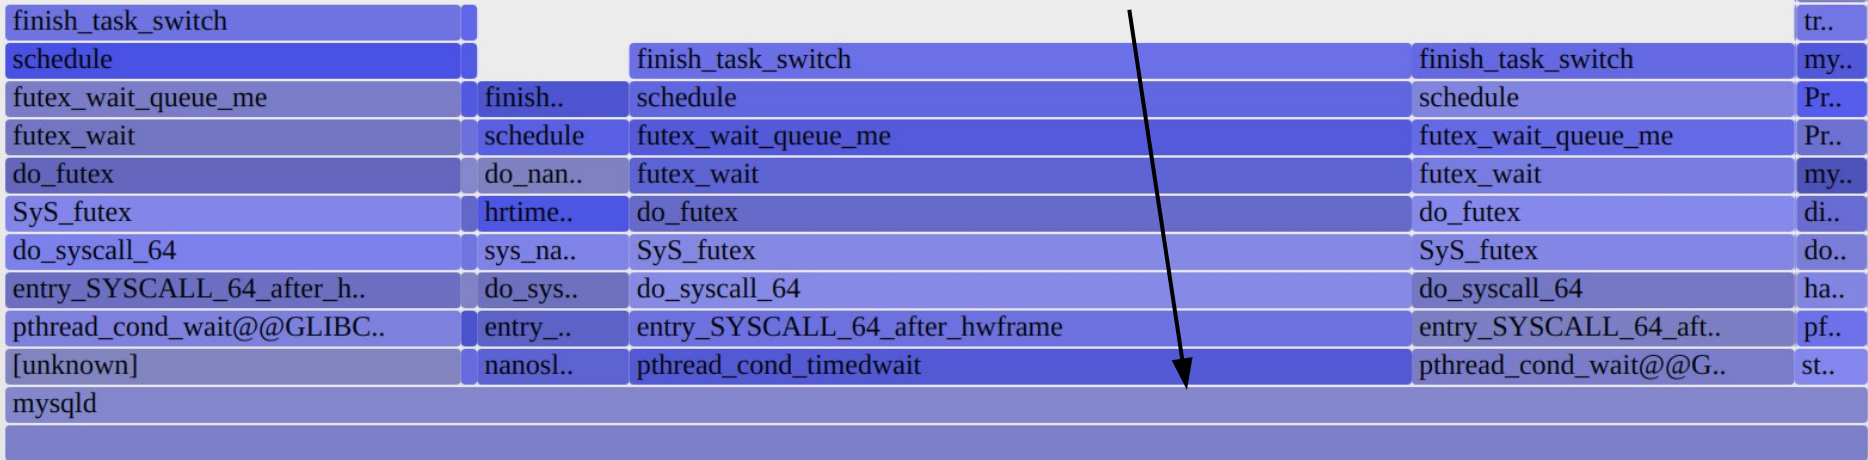 finish_task_switch tr..
schedule finish_task_switch finish_task_switch my..
futex_wait_queue_me finish.. schedule schedule Pr..
futex_wait schedule futex_wait_queue_me futex_wait_queue_me Pr..
do_futex do_nan.. futex_wait futex_wait my..
SyS_futex hrtime.. do_futex do_futex di..
do_syscall_64 sys_na.. SyS_futex SyS_futex do..
entry_SYSCALL_64_after_h.. do_sys.. do_syscall_64 do_syscall_64 ha..
pthread_cond_wait@@GLIBC.. entry_.. entry_SYSCALL_64_after_hwframe entry_SYSCALL_64_aft.. pf..
[unknown] nanosl.. pthread_cond_timedwait pthread_cond_wait@@G.. st..
mysqld